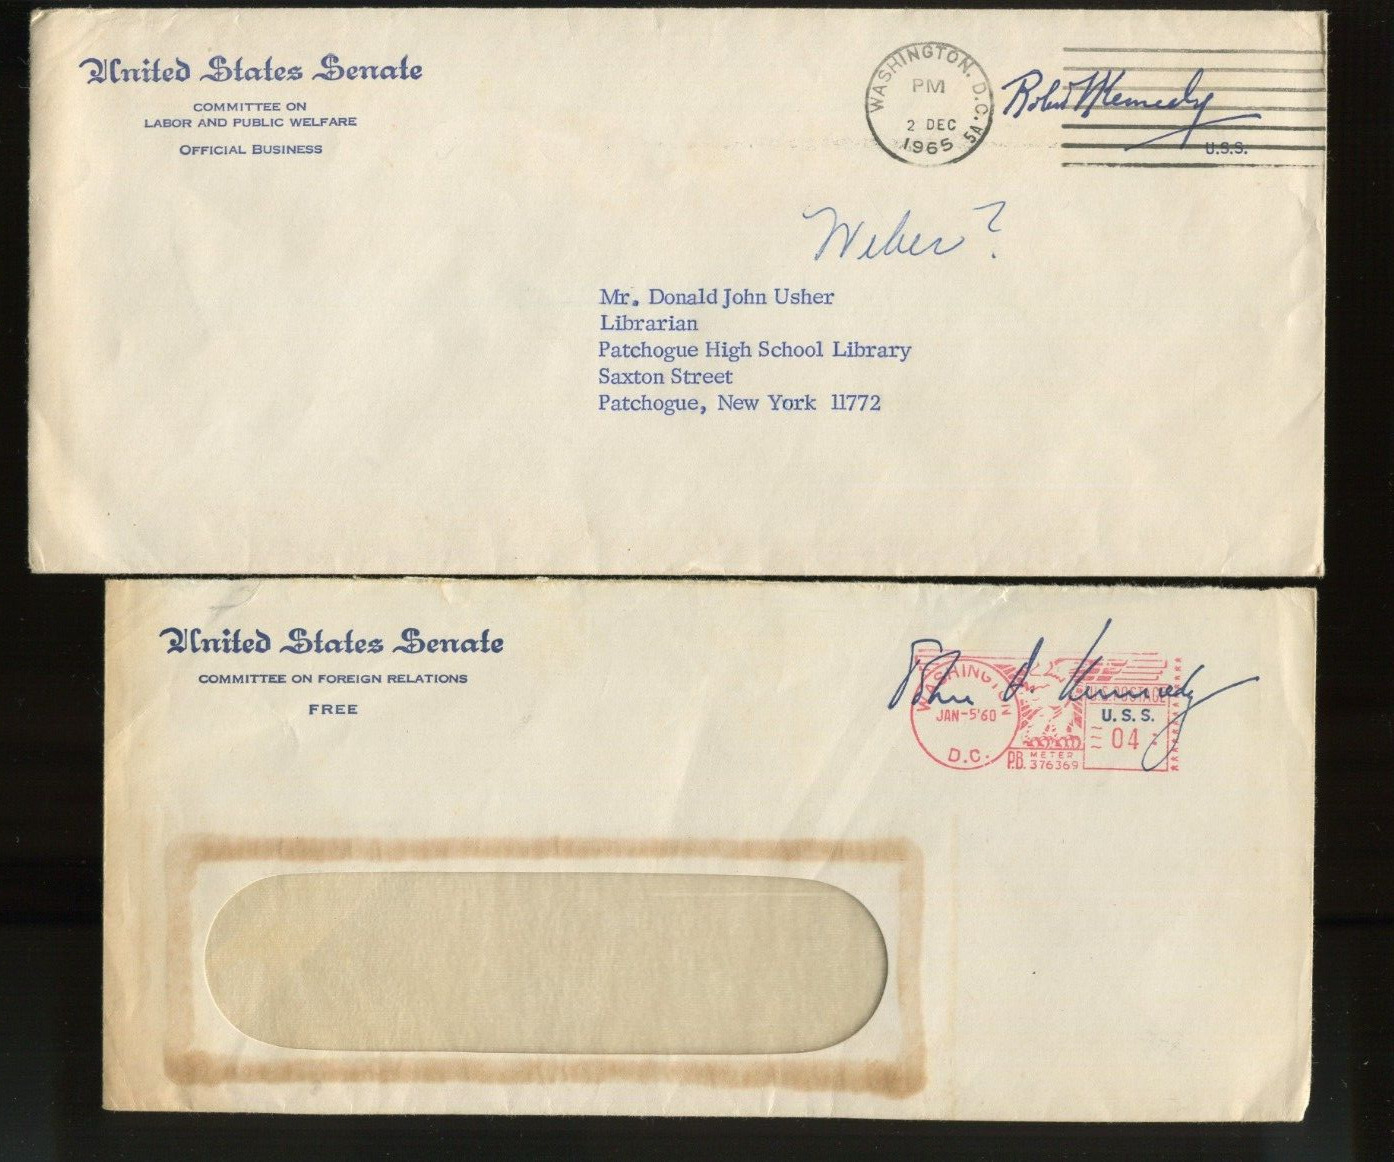 United States Senate
COMMITTEE ON
LABOR AND PUBLIC WELFARE
OFFICIAL BUSINESS
WASHINGTON, D.C.
PM
2 DEC
1965
5A
Robert F Kennedy
U.S.S.
Weber?
Mr. Donald John Usher
Librarian
Patchogue High School Library
Saxton Street
Patchogue, New York 11772
United States Senate
COMMITTEE ON FOREIGN RELATIONS
FREE
John F Kennedy
WASHINGTON
JAN-5'60
D.C.
P.B. METER
376369
U.S. POSTAGE
U.S.S.
04